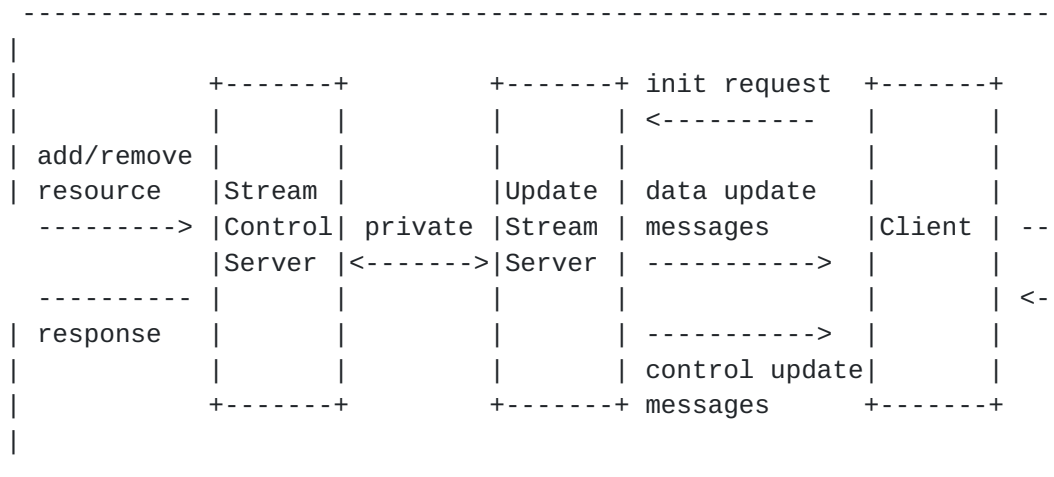 init request
add/remove
resource Stream Update data update
Control private Stream messages Client
Server Server
response
control update
messages